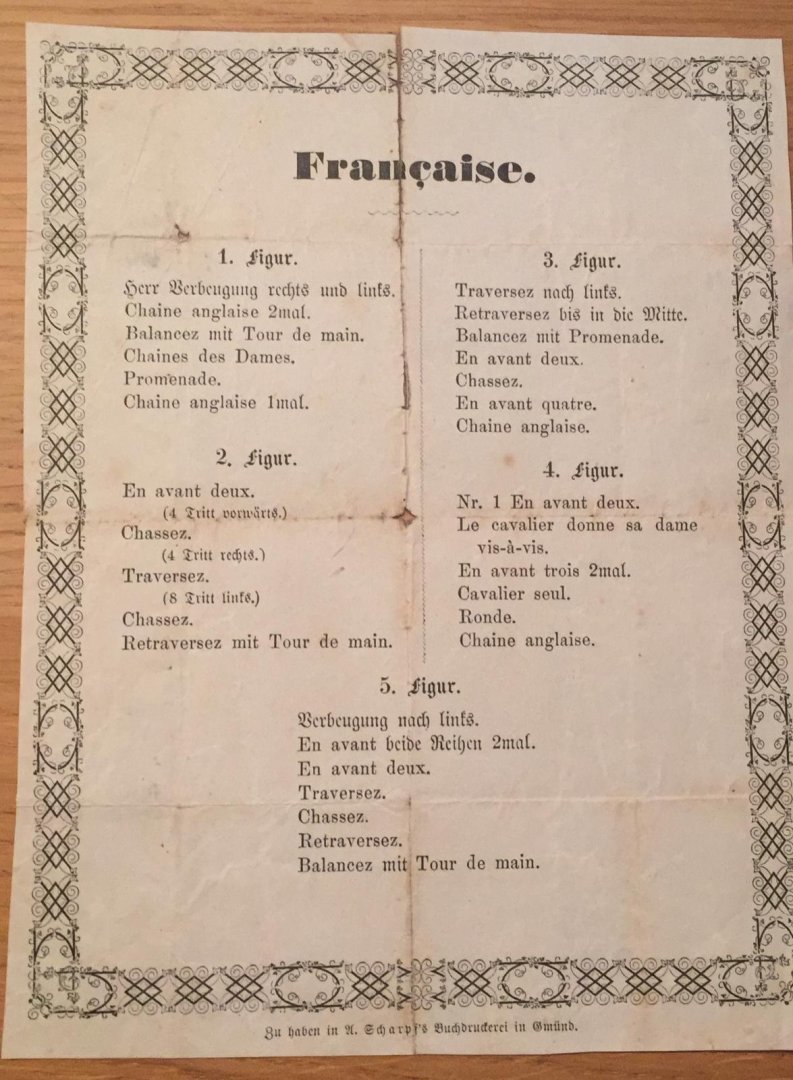 Française.
1. Figur.
Herr Verbeugung rechts und links.
Chaine anglaise 2mal.
Balancez mit Tour de main.
Chaines des Dames.
Promenade.
Chaine anglaise 1mal.
2. Figur.
En avant deux.
(4 Tritt vorwärts.)
Chassez.
(4 Tritt rechts.)
Traversez.
(8 Tritt links.)
Chassez.
Retraversez mit Tour de main.
3. Figur.
Traversez nach links.
Retraversez bis in die Mitte.
Balancez mit Promenade.
En avant deux.
Chassez.
En avant quatre.
Chaine anglaise.
4. Figur.
Nr. 1 En avant deux.
Le cavalier donne sa dame
vis-à-vis.
En avant trois 2mal.
Cavalier seul.
Ronde.
Chaine anglaise.
5. Figur.
Verbeugung nach links.
En avant beide Reihen 2mal.
En avant deux.
Traversez.
Chassez.
Retraversez.
Balancez mit Tour de main.
Zu haben in A. Scharpf's Buchdruckerei in Gmünd.